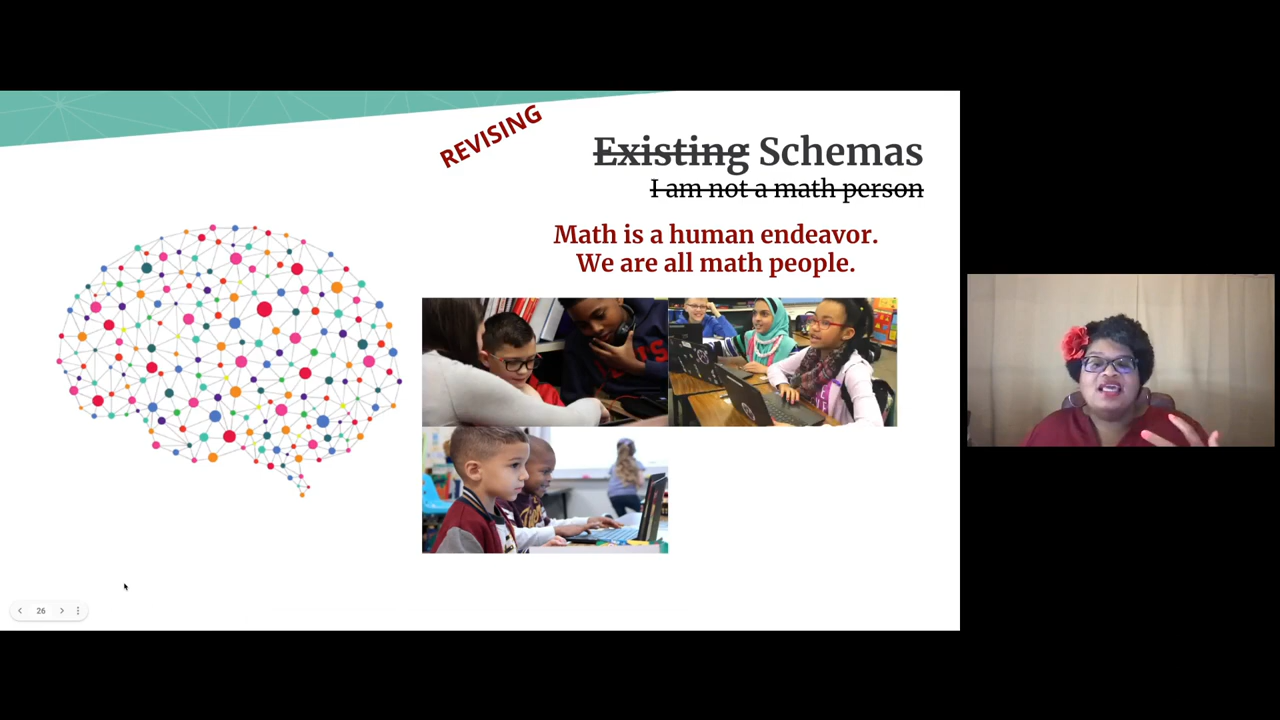 REVISING
Existing Schemas
I am not a math person
Math is a human endeavor.
We are all math people.
26